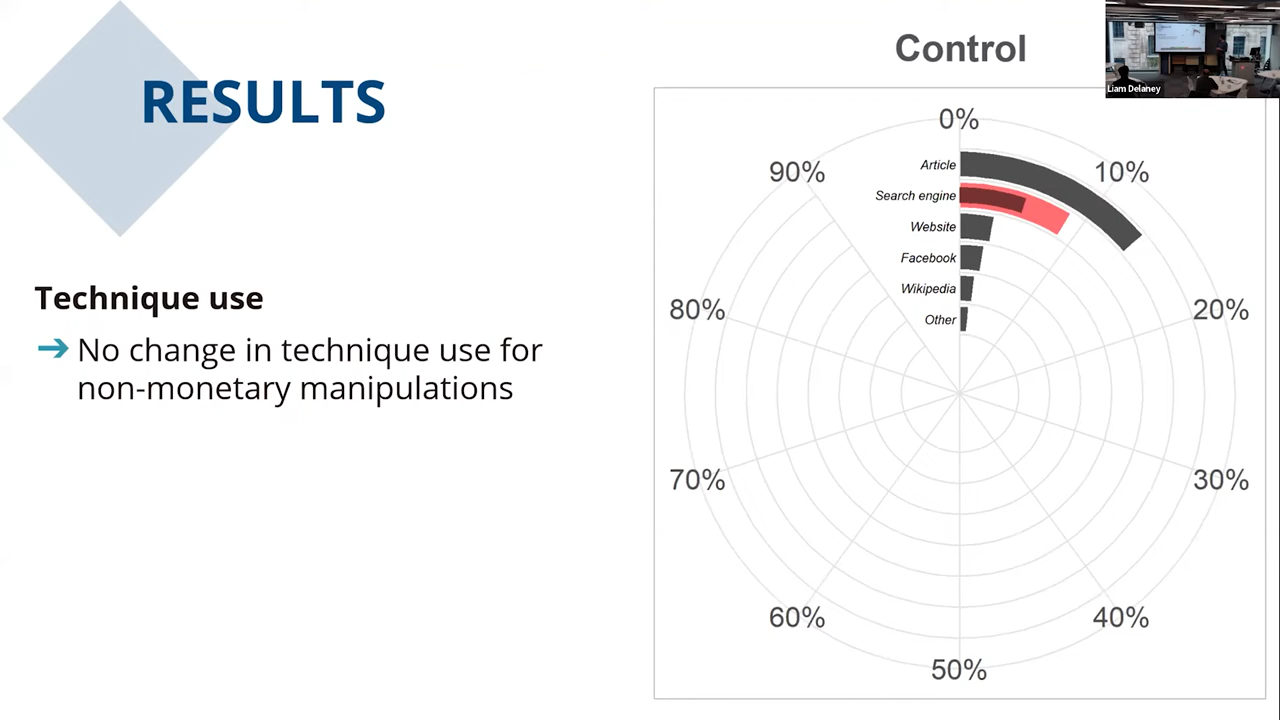 RESULTS
Technique use
➔ No change in technique use for
non-monetary manipulations
Control
Liam Delaney
0%
10%
20%
30%
40%
50%
60%
70%
80%
90%
Article
Search engine
Website
Facebook
Wikipedia
Other